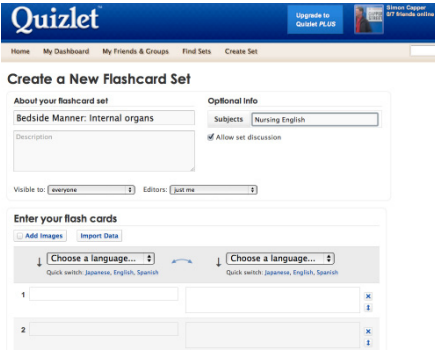 Quizlet
Upgrade to
Quizlet PLUS
Simon Capper
0/7 friends online
Home My Dashboard My Friends & Groups Find Sets Create Set
Create a New Flashcard Set
About your flashcard set Optional Info
Bedside Manner: Internal organs Subjects Nursing English
Description Allow set discussion
Visible to: everyone Editors: just me
Enter your flash cards
Add Images Import Data
Choose a language... Choose a language...
Quick switch: Japanese, English, Spanish Quick switch: Japanese, English, Spanish
1
2